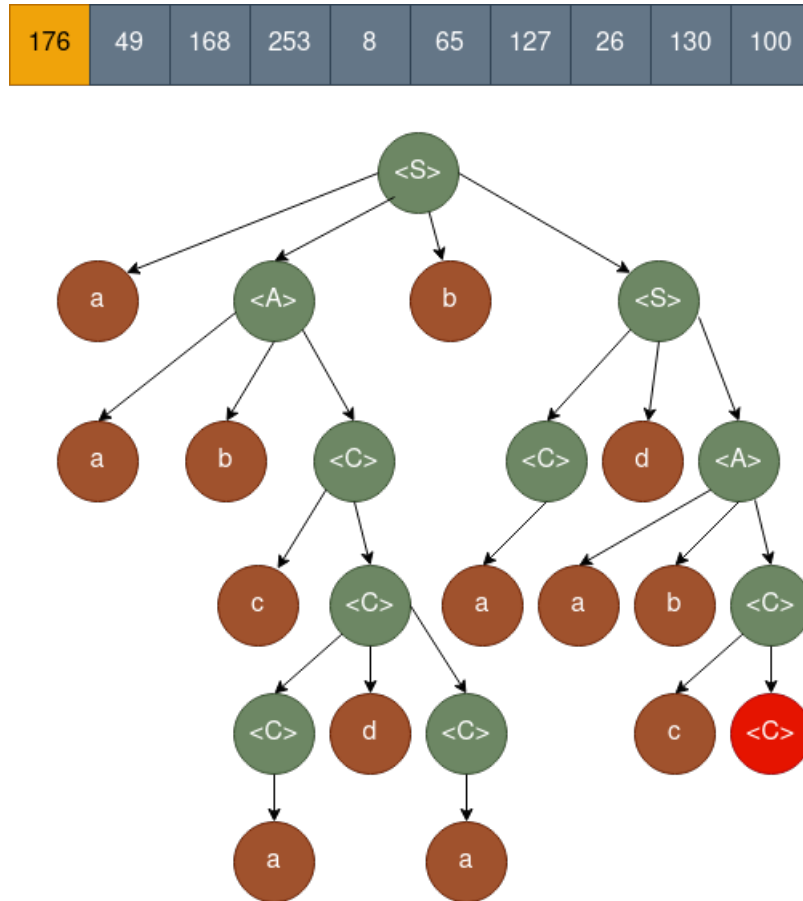 176 49 168 253 8 65 127 26 130 100
<S>
a <A> b <S>
a b <C> <C> d <A>
c <C> a a b <C>
<C> d <C> c <C>
a a